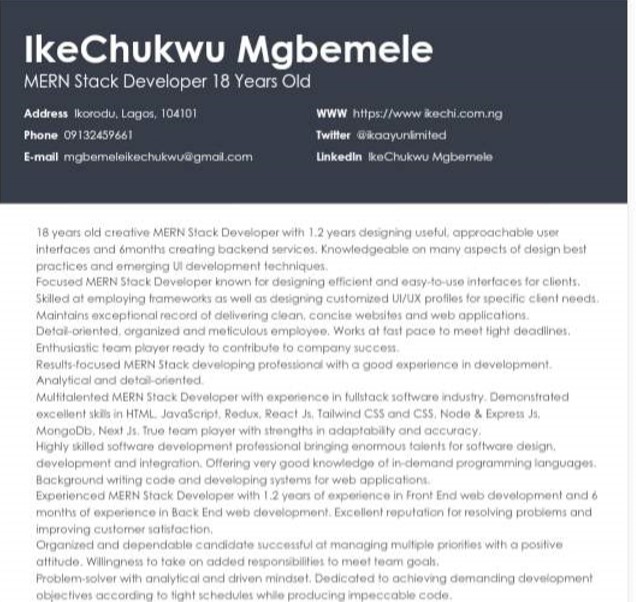 IkeChukwu Mgbemele
MERN Stack Developer 18 Years Old
Address Ikorodu, Lagos, 104101
WWW https://www.ikechi.com.ng
Phone 09132459661
Twitter @ikaayunlimited
E-mail mgbemeleikechukwu@gmail.com
LinkedIn IkeChukwu Mgbemele
18 years old creative MERN Stack Developer with 1.2 years designing useful, approachable user
interfaces and 6months creating backend services. Knowledgeable on many aspects of design best
practices and emerging UI development techniques.
Focused MERN Stack Developer known for designing efficient and easy-to-use interfaces for clients.
Skilled at employing frameworks as well as designing customized UI/UX profiles for specific client needs.
Maintains exceptional record of delivering clean, concise websites and web applications.
Detail-oriented, organized and meticulous employee. Works at fast pace to meet tight deadlines.
Enthusiastic team player ready to contribute to company success.
Results-focused MERN Stack developing professional with a good experience in development.
Analytical and detail-oriented.
Multitalented MERN Stack Developer with experience in fullstack software industry. Demonstrated
excellent skills in HTML, JavaScript, Redux, React Js, Tailwind CSS and CSS, Node & Express Js,
MongoDb, Next Js. True team player with strengths in adaptability and accuracy.
Highly skilled software development professional bringing enormous talents for software design,
development and integration. Offering very good knowledge of in-demand programming languages.
Background writing code and developing systems for web applications.
Experienced MERN Stack Developer with 1.2 years of experience in Front End web development and 6
months of experience in Back End web development. Excellent reputation for resolving problems and
improving customer satisfaction.
Organized and dependable candidate successful at managing multiple priorities with a positive
attitude. Willingness to take on added responsibilities to meet team goals.
Problem-solver with analytical and driven mindset. Dedicated to achieving demanding development
objectives according to tight schedules while producing impeccable code.